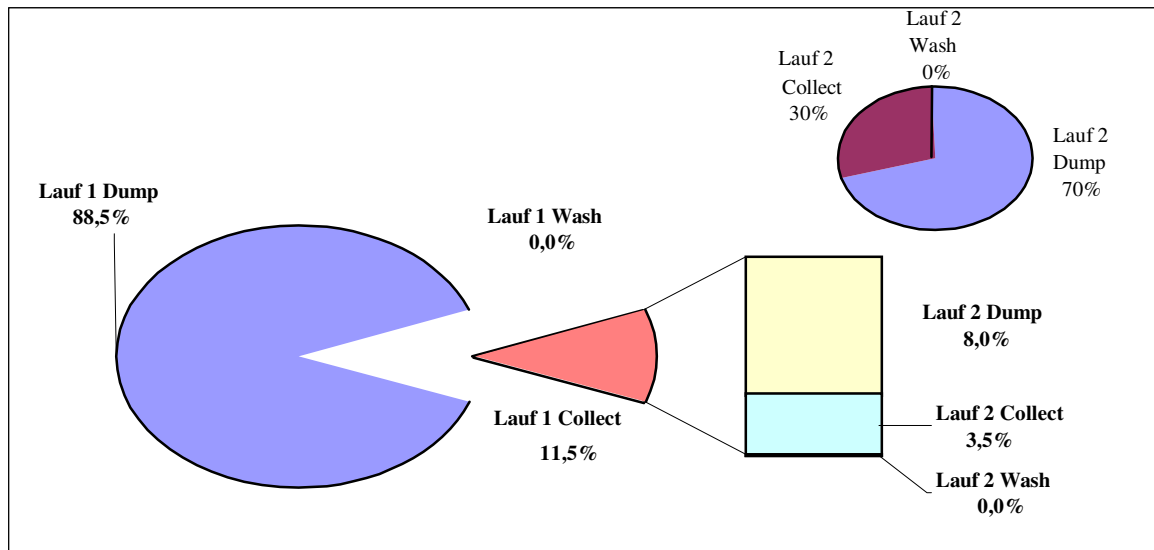 Lauf 2
Wash
0%
Lauf 2
Collect
30%
Lauf 2
Dump
70%
Lauf 1 Dump
88,5%
Lauf 1 Wash
0,0%
Lauf 2 Dump
8,0%
Lauf 1 Collect
11,5%
Lauf 2 Collect
3,5%
Lauf 2 Wash
0,0%